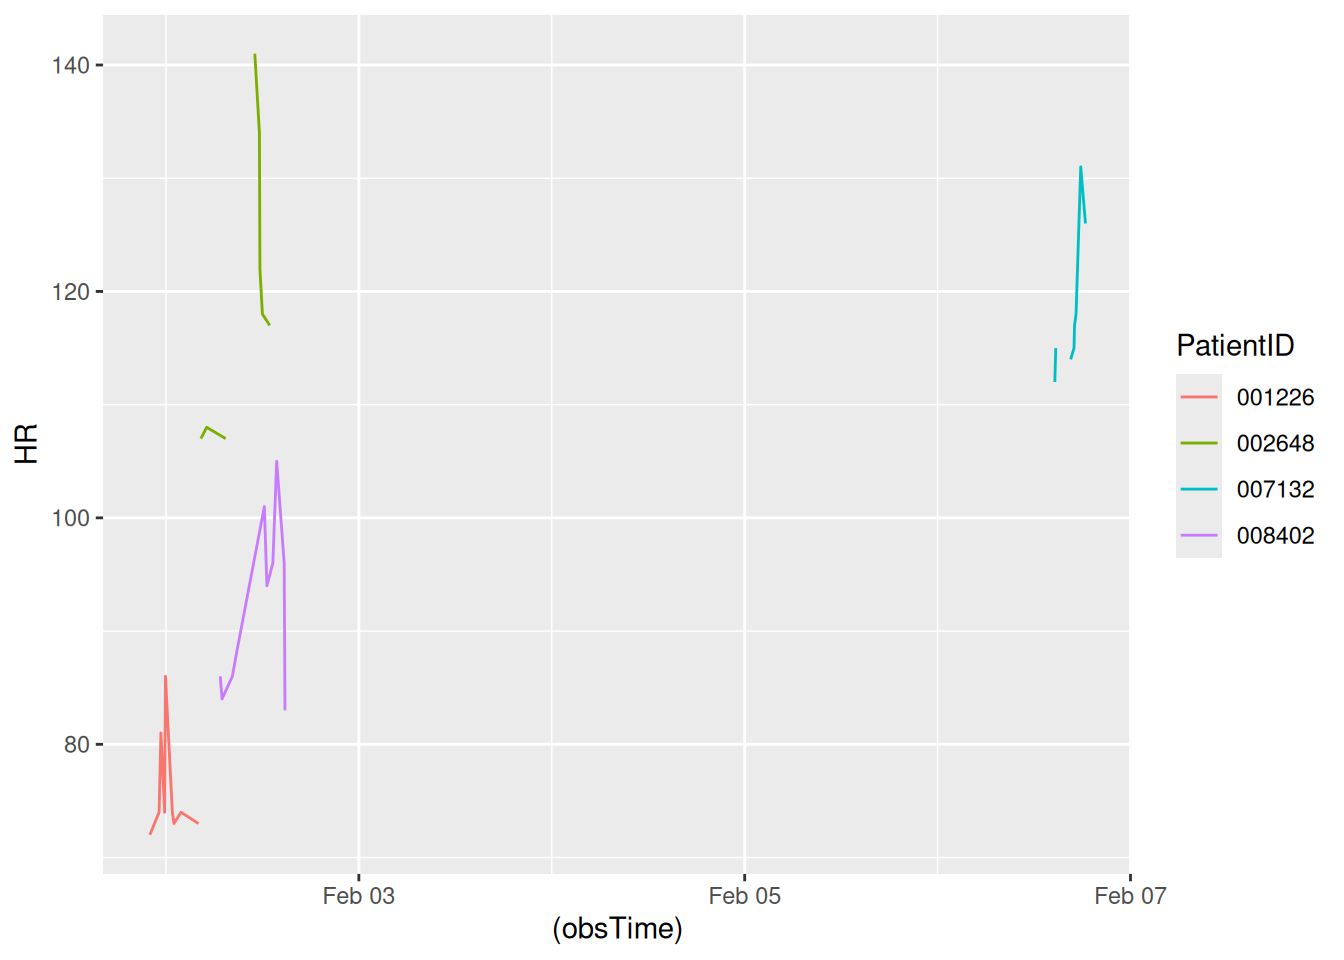 140
120
100
80
HR
Feb 03
Feb 05
Feb 07
(obsTime)
PatientID
001226
002648
007132
008402